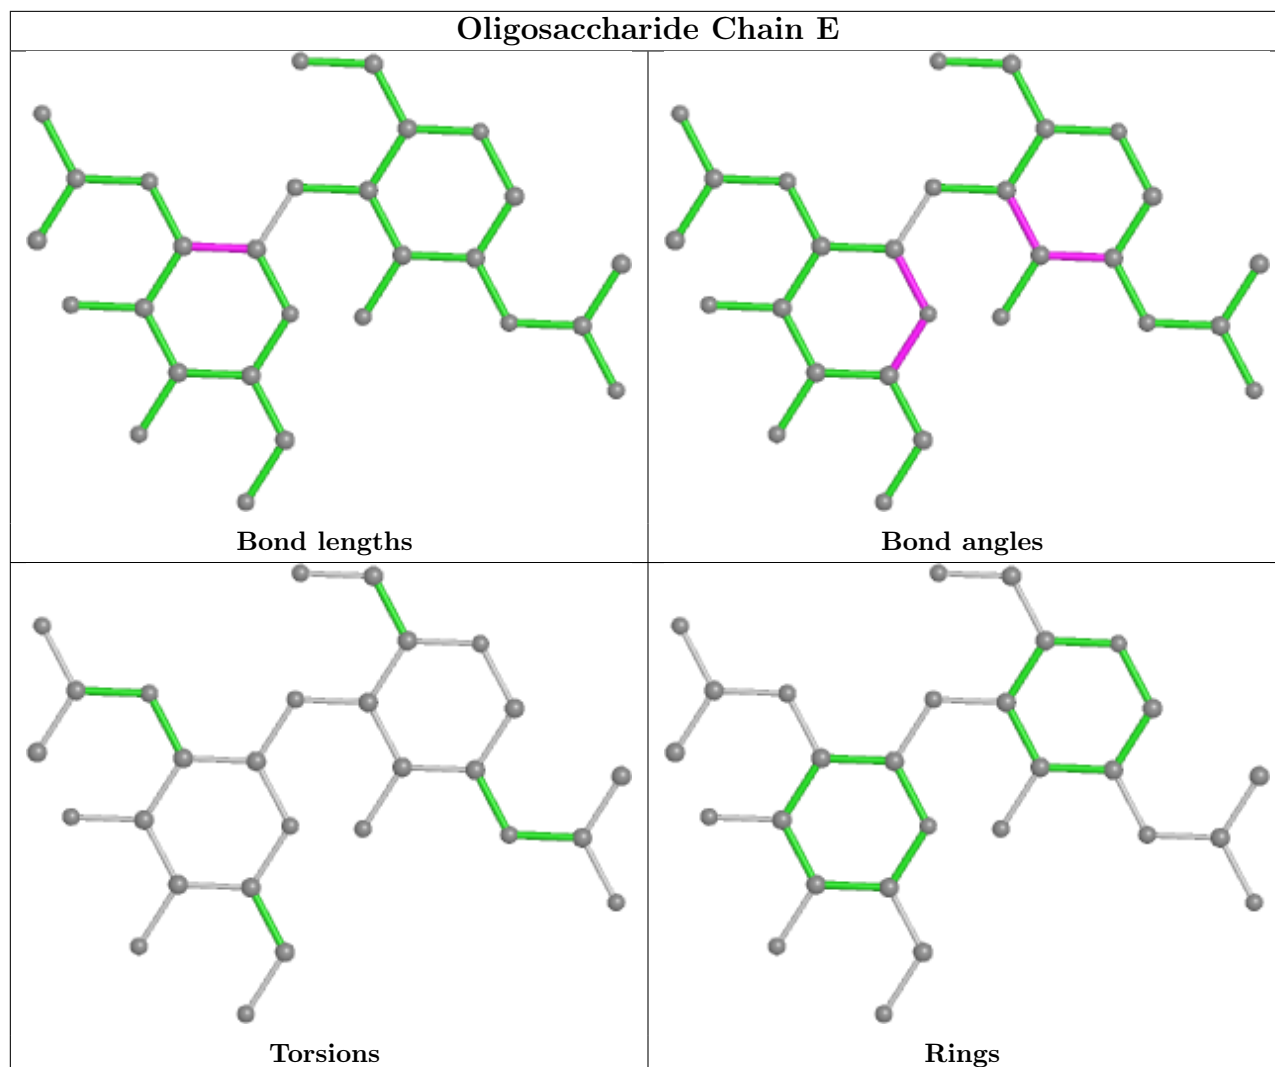 Oligosaccharide Chain E
Bond lengths
Bond angles
Torsions
Rings